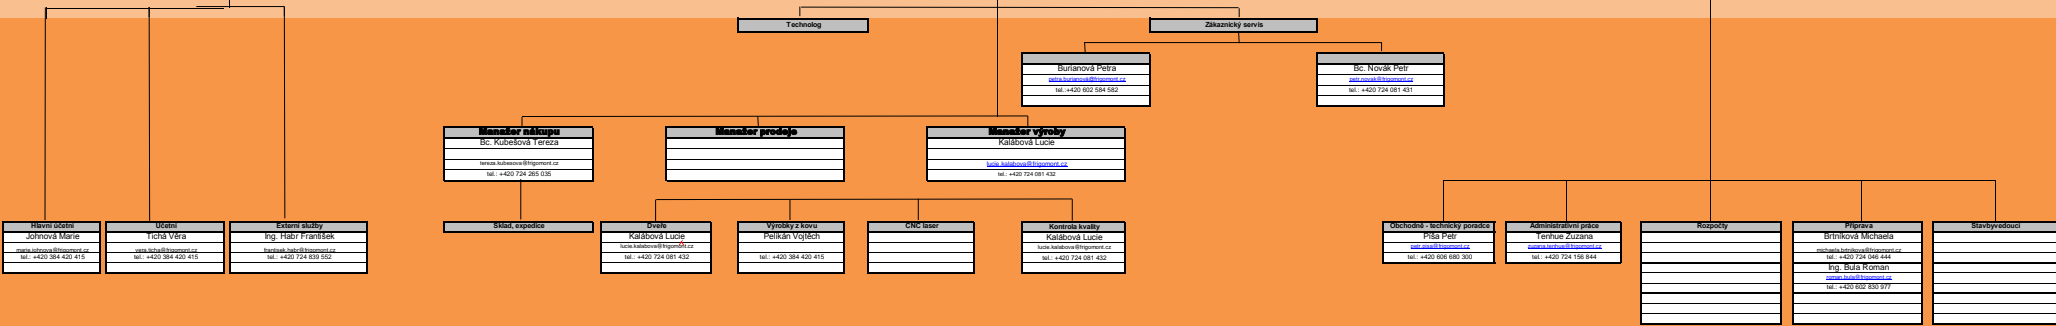 Technolog
Zákaznický servis
Burianová Petra
petra.burianová@frigomont.cz
tel.:+420 602 584 582
Bc. Novák Petr
petr.novak@frigomont.cz
tel.: +420 724 081 431
Manažer nákupu
Bc. Kubešová Tereza
tereza.kubesova@frigomont.cz
tel.: +420 724 265 035
Manažer prodeje
Manažer výroby
Kalábová Lucie
lucie.kalabova@frigomont.cz
tel.: +420 724 081 432
Hlavní účetní
Johnová Marie
marie.johnova@frigomont.cz
tel.: +420 384 420 415
Účetní
Tichá Věra
vera.ticha@frigomont.cz
tel.: +420 384 420 415
Externí služby
Ing. Habr František
frantisek.habr@frigomont.cz
tel.: +420 724 839 552
Sklad, expedice
Dveře
Kalábová Lucie
lucie.kalabova@frigomont.cz
tel.: +420 724 081 432
Výrobky z kovu
Pelikán Vojtěch
tel.: +420 384 420 415
CNC laser
Kontrola kvality
Kalábová Lucie
lucie.kalabova@frigomont.cz
tel.: +420 724 081 432
Obchodně - technický poradce
Píša Petr
petr.pisa@frigomont.cz
tel.: +420 606 680 300
Administrativní práce
Tenhue Zuzana
zuzana.tenhue@frigomont.cz
tel.: +420 724 156 844
Rozpočty
Příprava
Brtníková Michaela
michaela.brtnikova@frigomont.cz
tel.: +420 724 046 444
Ing. Bula Roman
roman.bula@frigomont.cz
tel.: +420 602 830 977
Stavbyvedoucí